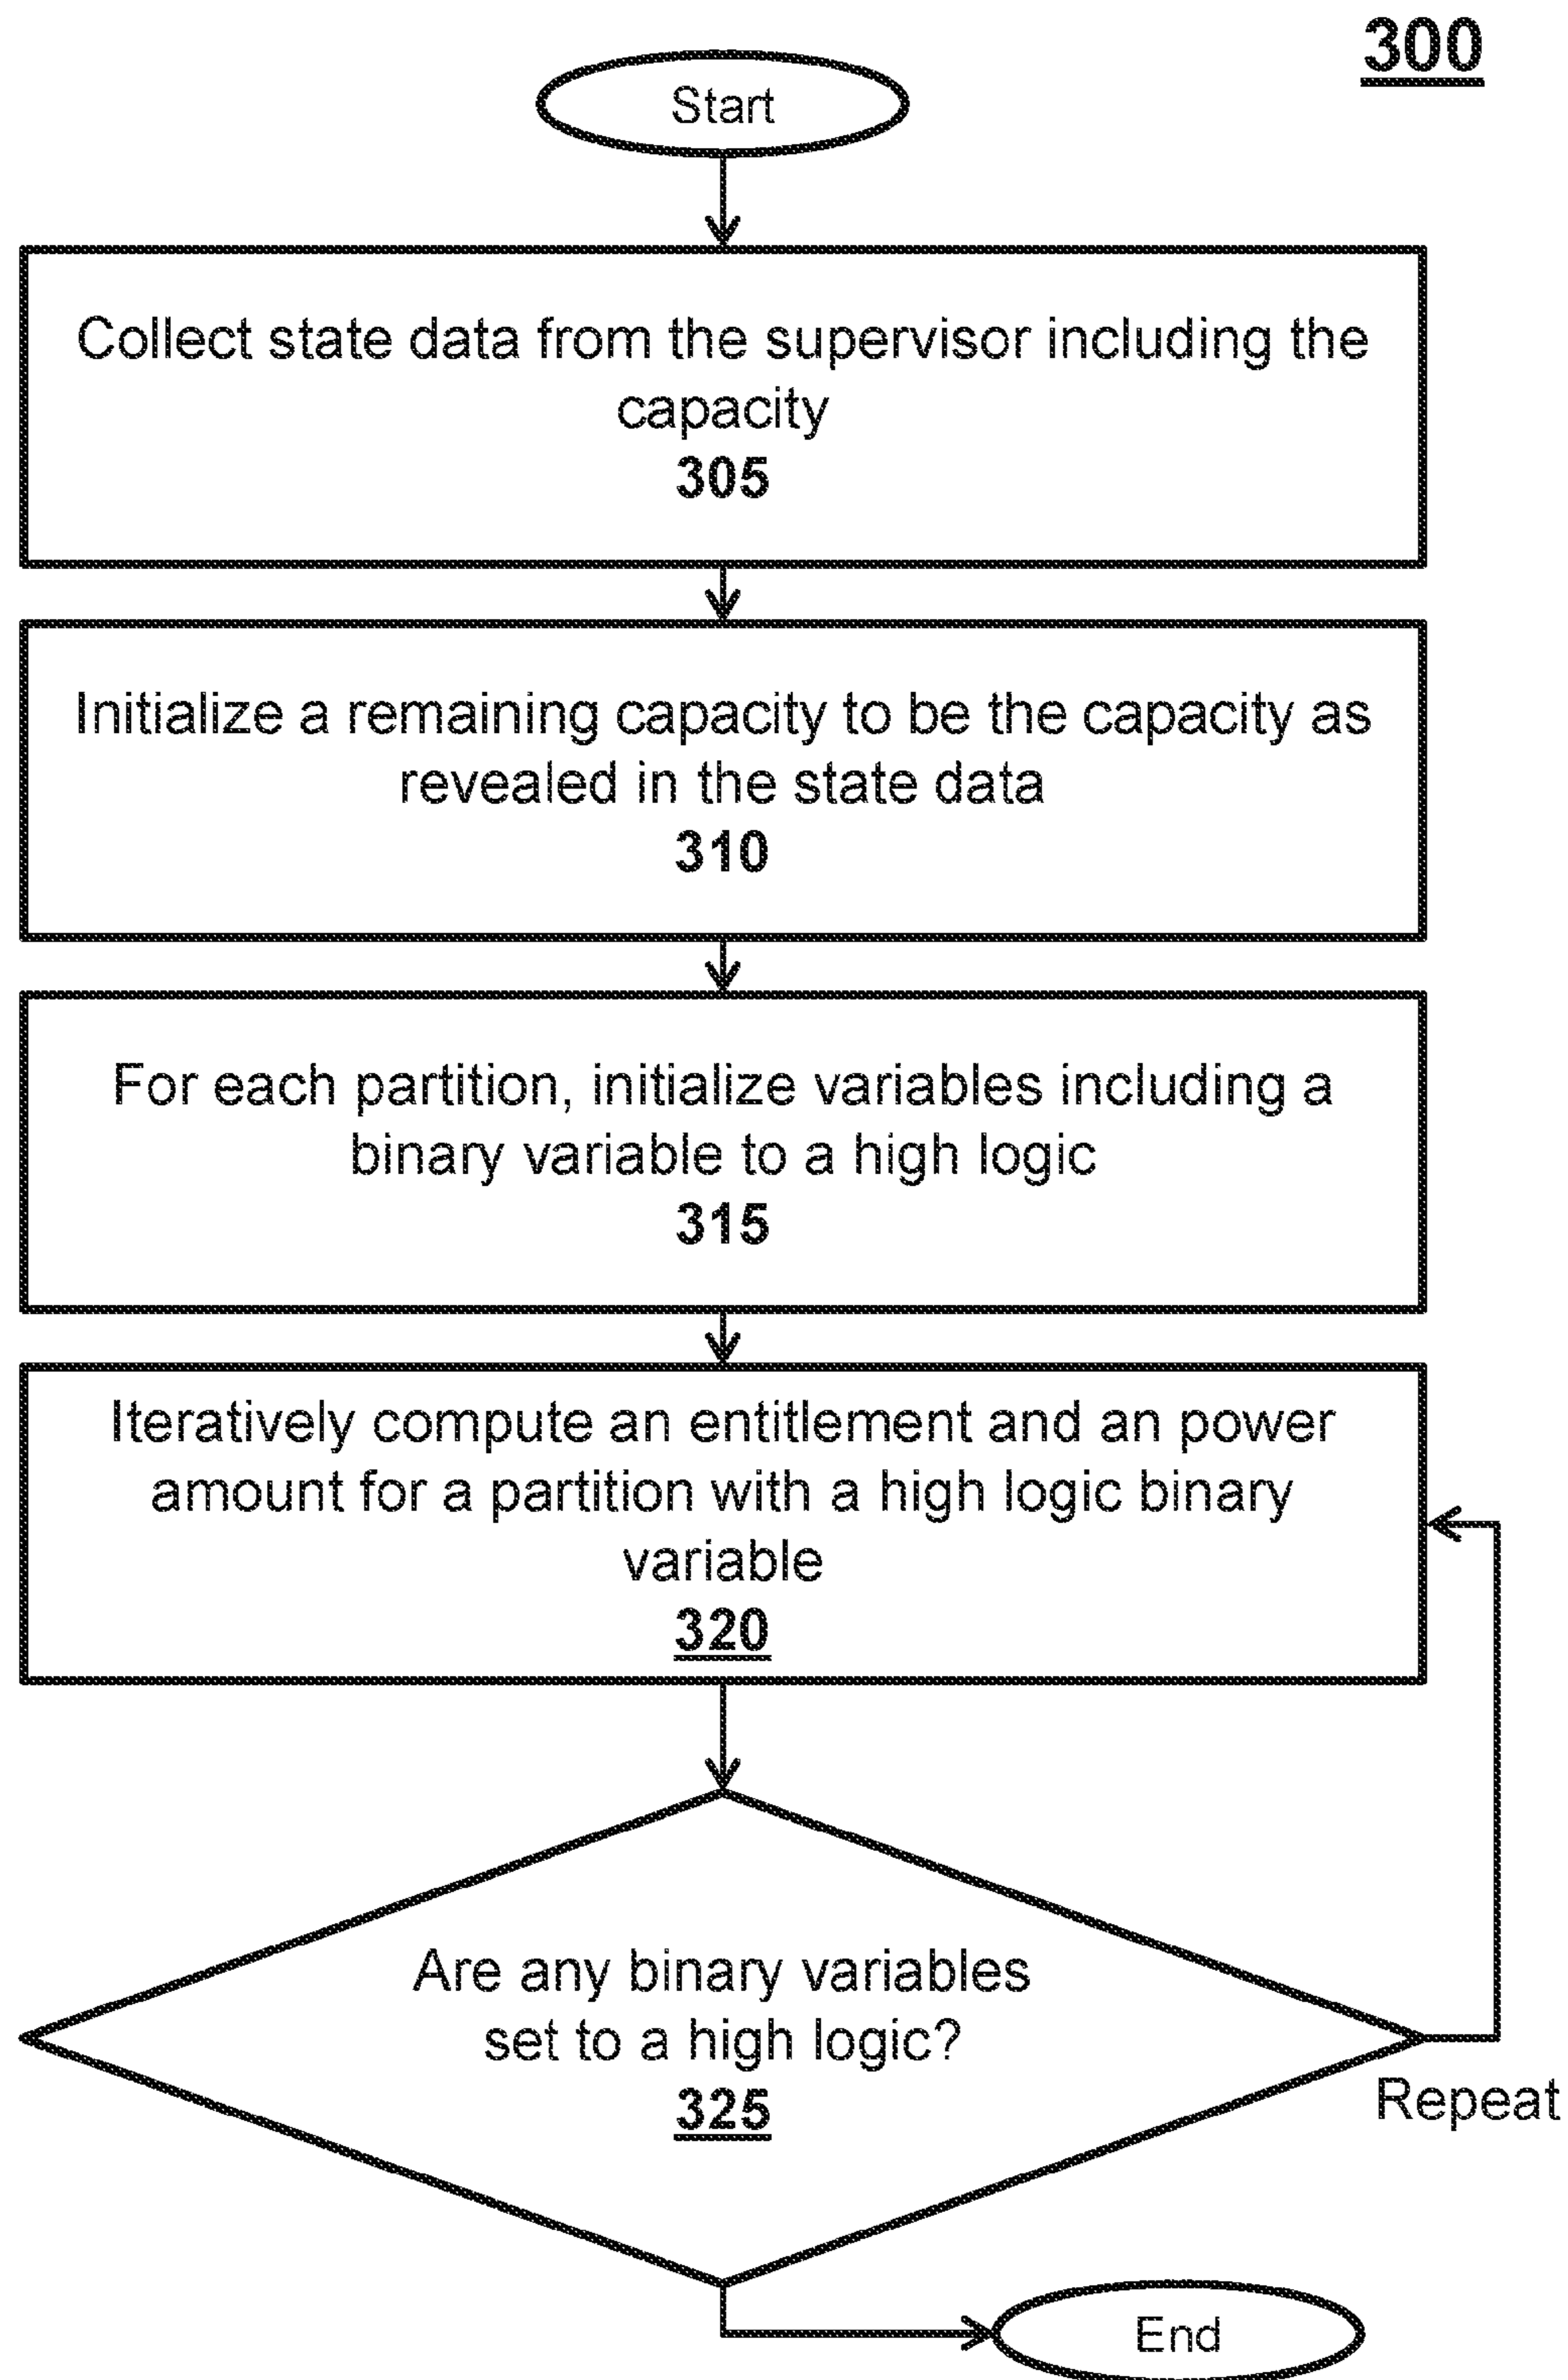 300
Start
Collect state data from the supervisor including the
capacity
305
Initialize a remaining capacity to be the capacity as
revealed in the state data
310
For each partition, initialize variables including a
binary variable to a high logic
315
Iteratively compute an entitlement and an power
amount for a partition with a high logic binary
variable
320
Are any binary variables
set to a high logic?
325
Repeat
End